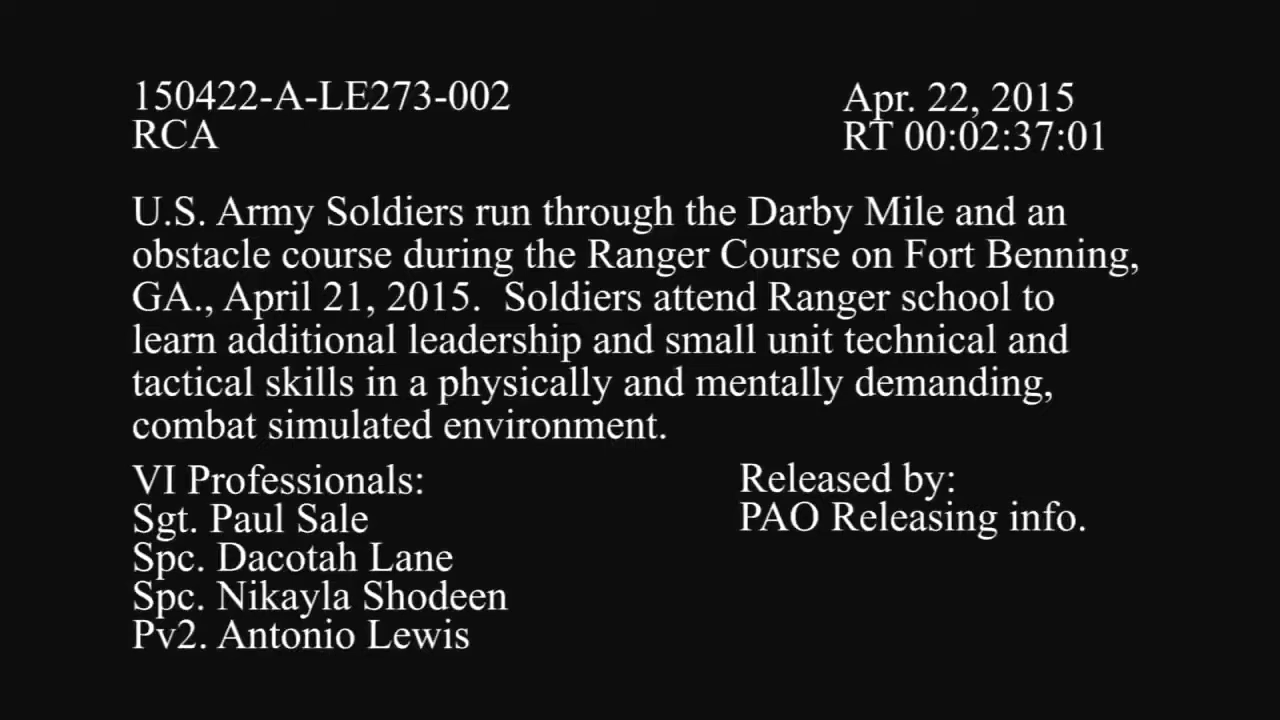 150422-A-LE273-002
RCA
Apr. 22, 2015
RT 00:02:37:01
U.S. Army Soldiers run through the Darby Mile and an
obstacle course during the Ranger Course on Fort Benning,
GA., April 21, 2015.  Soldiers attend Ranger school to
learn additional leadership and small unit technical and
tactical skills in a physically and mentally demanding,
combat simulated environment.
VI Professionals:
Sgt. Paul Sale
Spc. Dacotah Lane
Spc. Nikayla Shodeen
Pv2. Antonio Lewis
Released by:
PAO Releasing info.